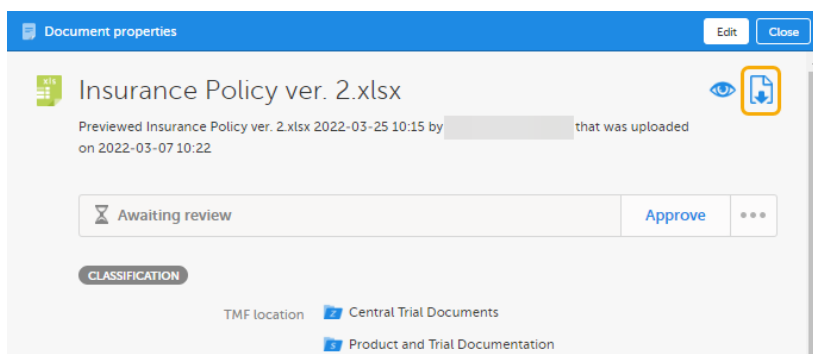 Document properties
Edit
Close
xls
Insurance Policy ver. 2.xlsx
Previewed Insurance Policy ver. 2.xlsx 2022-03-25 10:15 by that was uploaded
on 2022-03-07 10:22
Awaiting review
Approve
CLASSIFICATION
TMF location
Z
Central Trial Documents
S
Product and Trial Documentation